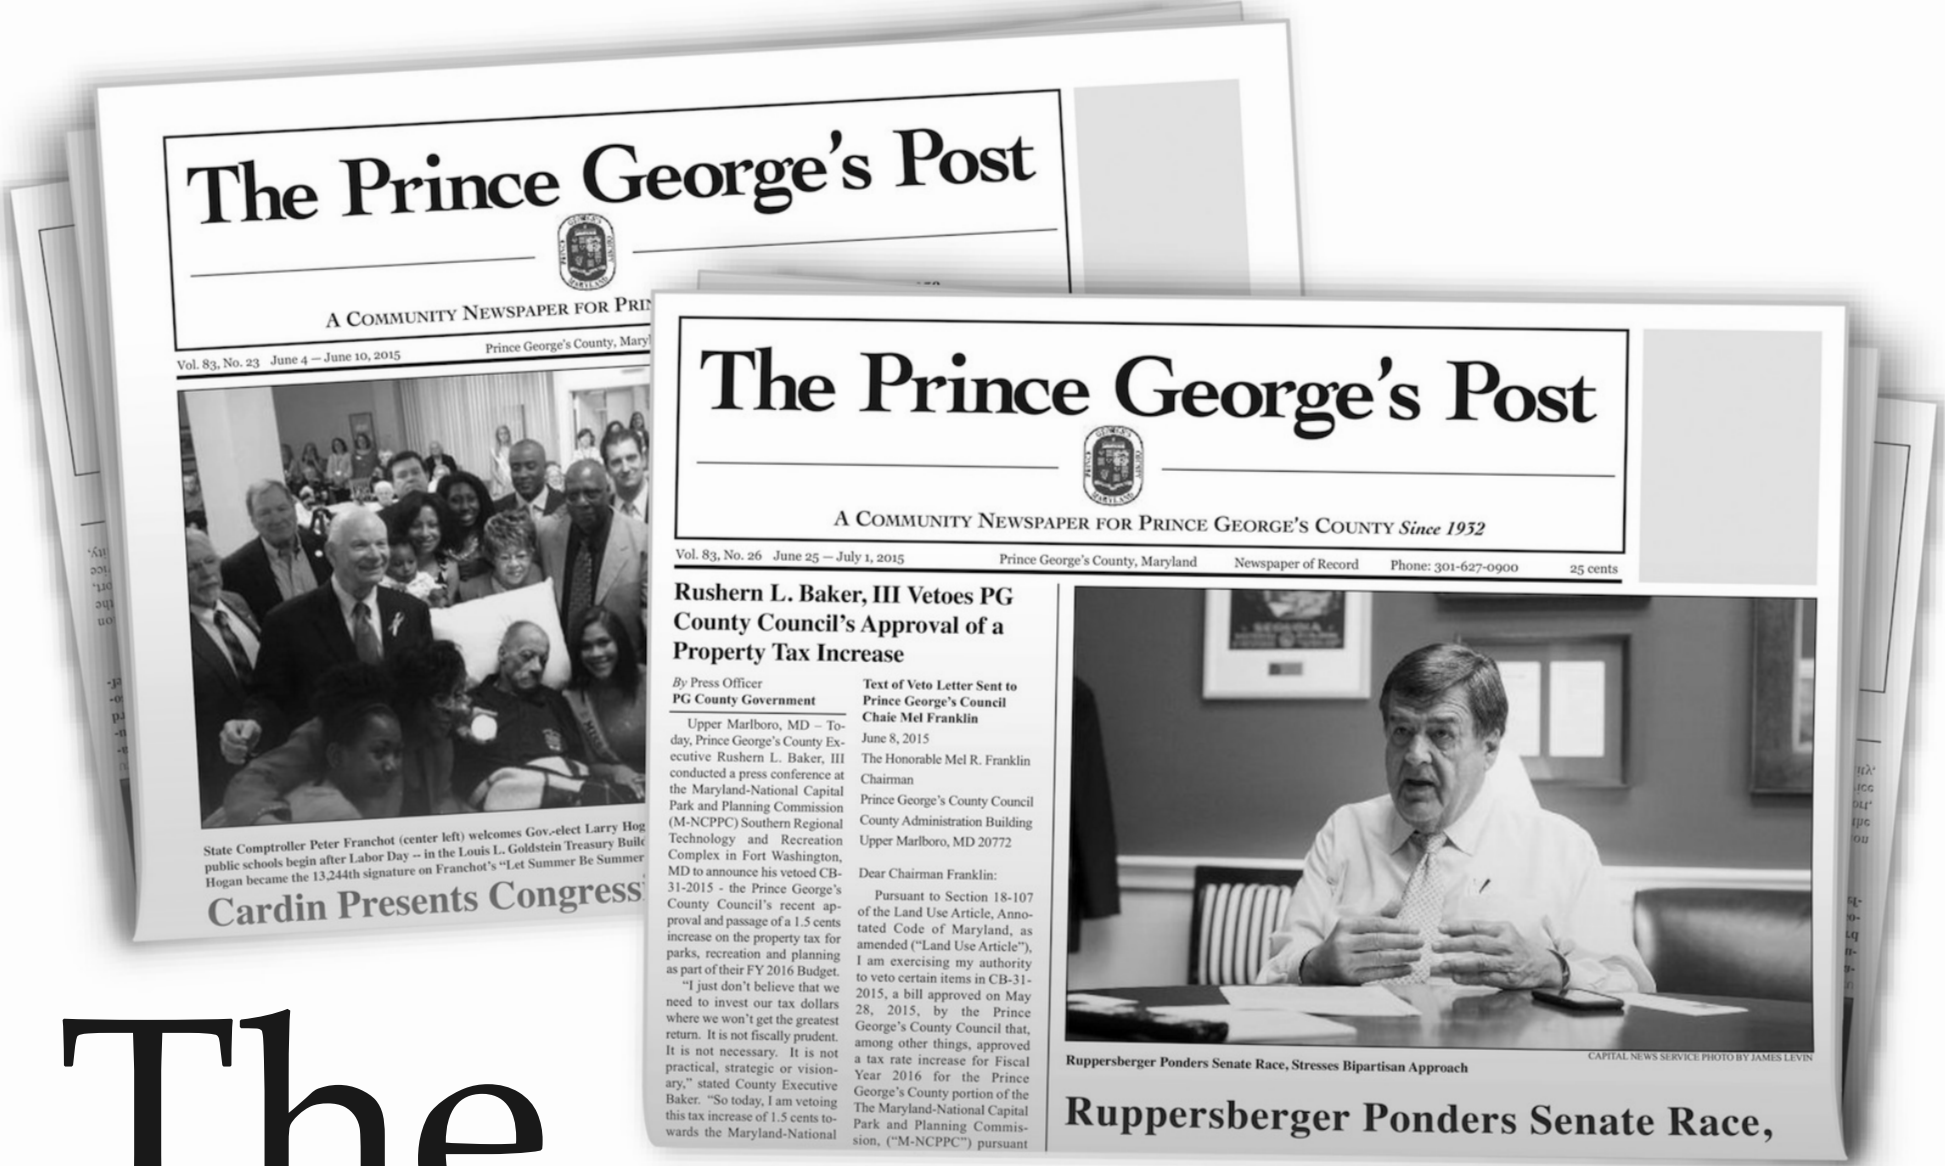 The Prince George's Post
A COMMUNITY NEWSPAPER FOR PRIN
Vol. 83, No. 23 June 4 — June 10, 2015 Prince George's County, Maryl
State Comptroller Peter Franchot (center left) welcomes Gov.-elect Larry Hog
public schools begin after Labor Day -- in the Louis L. Goldstein Treasury Build
Hogan became the 13,244th signature on Franchot's "Let Summer Be Summer
Cardin Presents Congress
The Prince George's Post
A COMMUNITY NEWSPAPER FOR PRINCE GEORGE'S COUNTY Since 1932
Vol. 83, No. 26 June 25 — July 1, 2015 Prince George's County, Maryland Newspaper of Record Phone: 301-627-0900 25 cents
Rushern L. Baker, III Vetoes PG
County Council's Approval of a
Property Tax Increase
By Press Officer
PG County Government
Upper Marlboro, MD – To-
day, Prince George's County Ex-
ecutive Rushern L. Baker, III
conducted a press conference at
the Maryland-National Capital
Park and Planning Commission
(M-NCPPC) Southern Regional
Technology and Recreation
Complex in Fort Washington,
MD to announce his vetoed CB-
31-2015 - the Prince George's
County Council's recent ap-
proval and passage of a 1.5 cents
increase on the property tax for
parks, recreation and planning
as part of their FY 2016 Budget.
"I just don't believe that we
need to invest our tax dollars
where we won't get the greatest
return. It is not fiscally prudent.
It is not necessary. It is not
practical, strategic or vision-
ary," stated County Executive
Baker. "So today, I am vetoing
this tax increase of 1.5 cents to-
wards the Maryland-National
Text of Veto Letter Sent to
Prince George's Council
Chaie Mel Franklin
June 8, 2015
The Honorable Mel R. Franklin
Chairman
Prince George's County Council
County Administration Building
Upper Marlboro, MD 20772
Dear Chairman Franklin:
Pursuant to Section 18-107
of the Land Use Article, Anno-
tated Code of Maryland, as
amended ("Land Use Article"),
I am exercising my authority
to veto certain items in CB-31-
2015, a bill approved on May
28, 2015, by the Prince
George's County Council that,
among other things, approved
a tax rate increase for Fiscal
Year 2016 for the Prince
George's County portion of the
The Maryland-National Capital
Park and Planning Commis-
sion, ("M-NCPPC") pursuant
CAPITAL NEWS SERVICE PHOTO BY JAMES LEVIN
Ruppersberger Ponders Senate Race, Stresses Bipartisan Approach
Ruppersberger Ponders Senate Race,
The